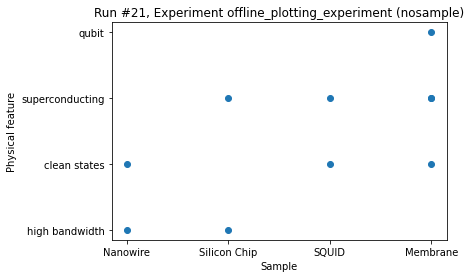 Run #21, Experiment offline_plotting_experiment (nosample)
qubit
superconducting
clean states
high bandwidth
Physical feature
Nanowire
Silicon Chip
SQUID
Membrane
Sample